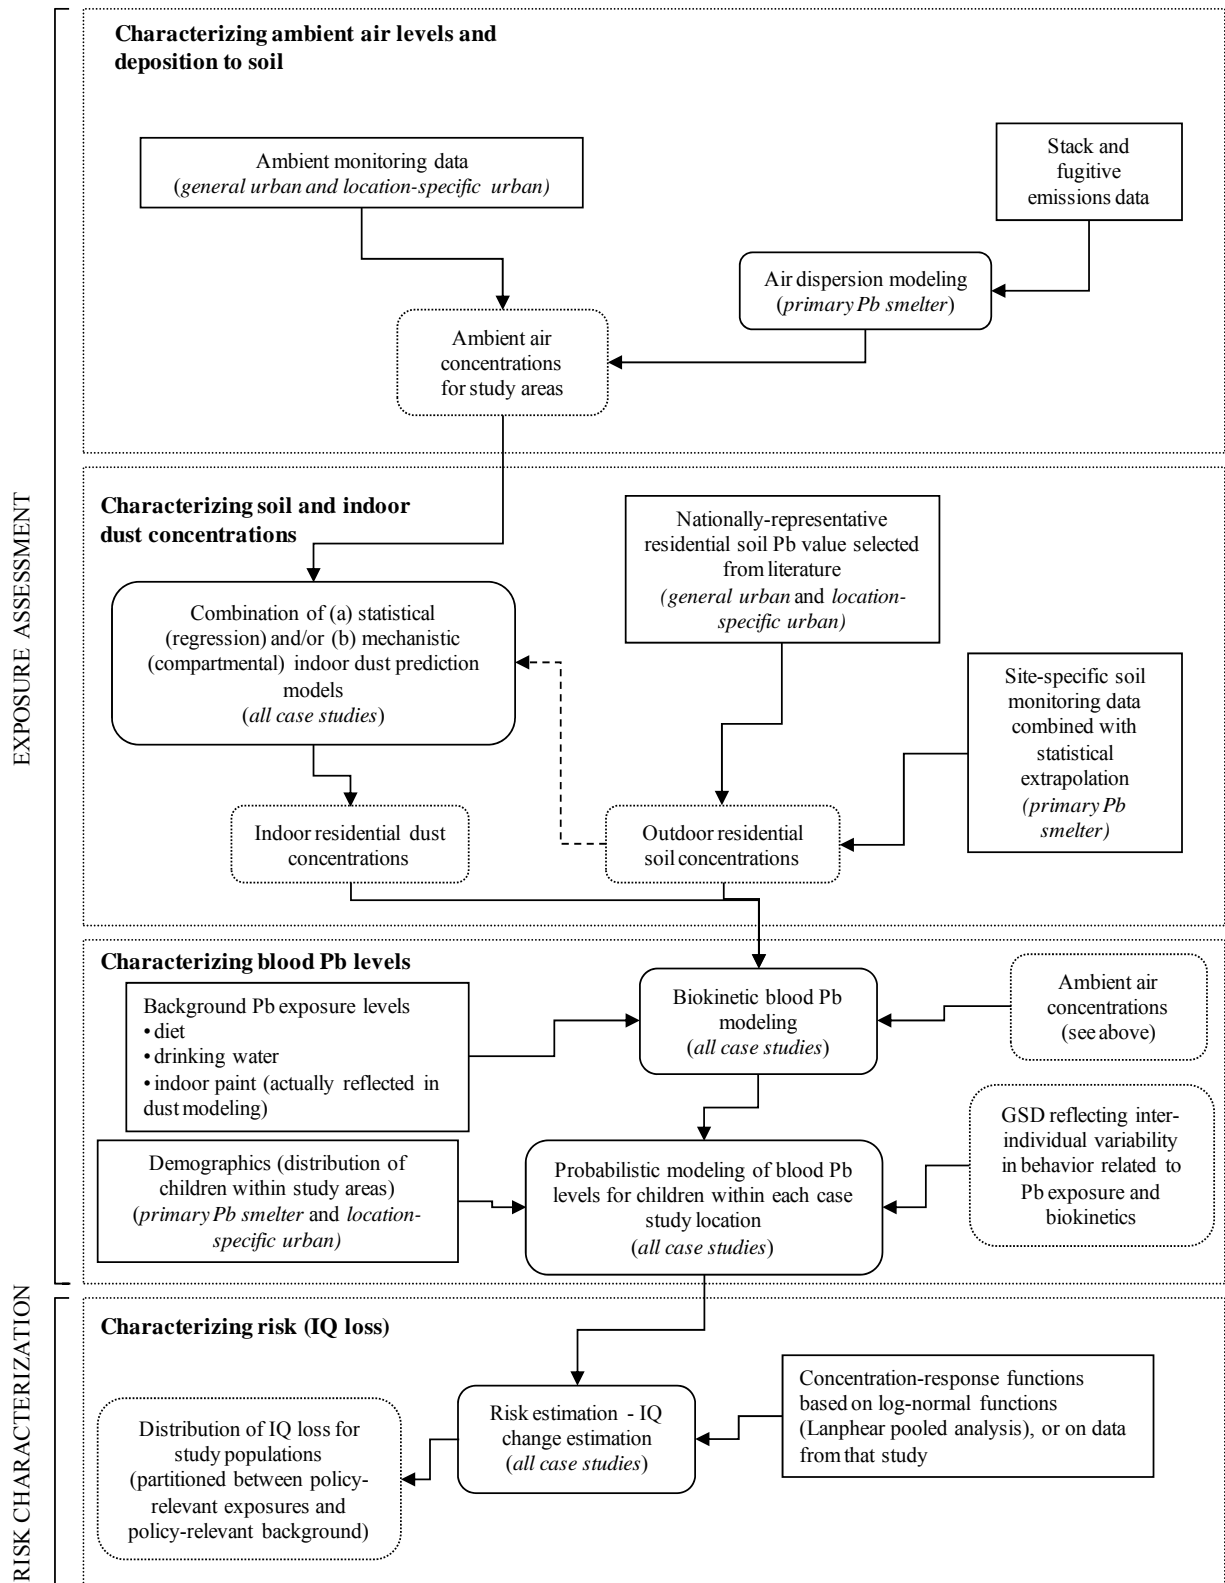 EXPOSURE ASSESSMENT
Characterizing ambient air levels and
deposition to soil
Ambient monitoring data
(general urban and location-specific urban)
Stack and
fugitive
emissions data
Air dispersion modeling
(primary Pb smelter)
Ambient air
concentrations
for study areas
Characterizing soil and indoor
dust concentrations
Nationally-representative
residential soil Pb value selected
from literature
(general urban and location-
specific urban)
Combination of (a) statistical
(regression) and/or (b) mechanistic
(compartmental) indoor dust prediction
models
(all case studies)
Site-specific soil
monitoring data
combined with
statistical
extrapolation
(primary Pb
smelter)
Indoor residential dust
concentrations
Outdoor residential
soil concentrations
Characterizing blood Pb levels
Background Pb exposure levels
• diet
• drinking water
• indoor paint (actually reflected in
dust modeling)
Biokinetic blood Pb
modeling
(all case studies)
Ambient air
concentrations
(see above)
Demographics (distribution of
children within study areas)
(primary Pb smelter and location-
specific urban)
Probabilistic modeling of blood Pb
levels for children within each case
study location
(all case studies)
GSD reflecting inter-
individual variability
in behavior related to
Pb exposure and
biokinetics
RISK CHARACTERIZATION
Characterizing risk (IQ loss)
Distribution of IQ loss for
study populations
(partitioned between policy-
relevant exposures and
policy-relevant background)
Risk estimation - IQ
change estimation
(all case studies)
Concentration-response functions
based on log-normal functions
(Lanphear pooled analysis), or on data
from that study